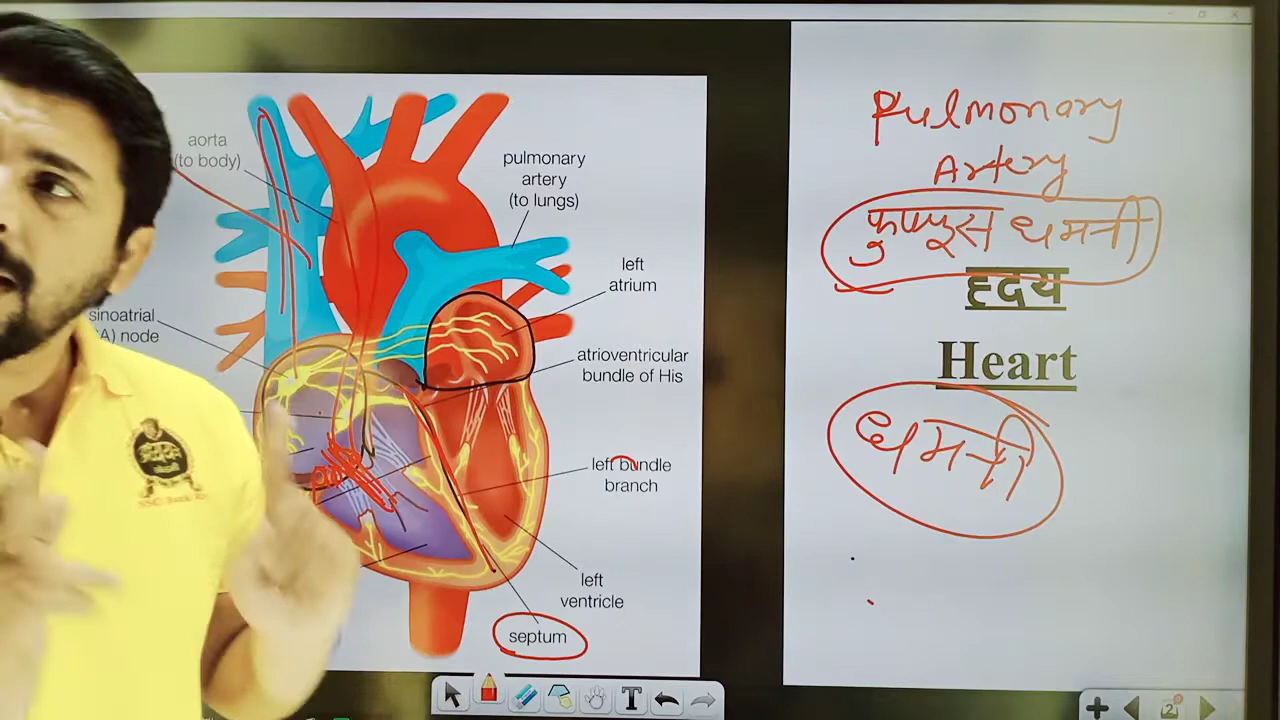 aorta
(to body)
pulmonary
artery
(to lungs)
left
atrium
sinoatrial
A) node
atrioventricular
bundle of His
left bundle
branch
left
ventricle
septum
Pulmonary
Artery
फुफ्फुस धमनी
हृदय
Heart
धमनी
T
2